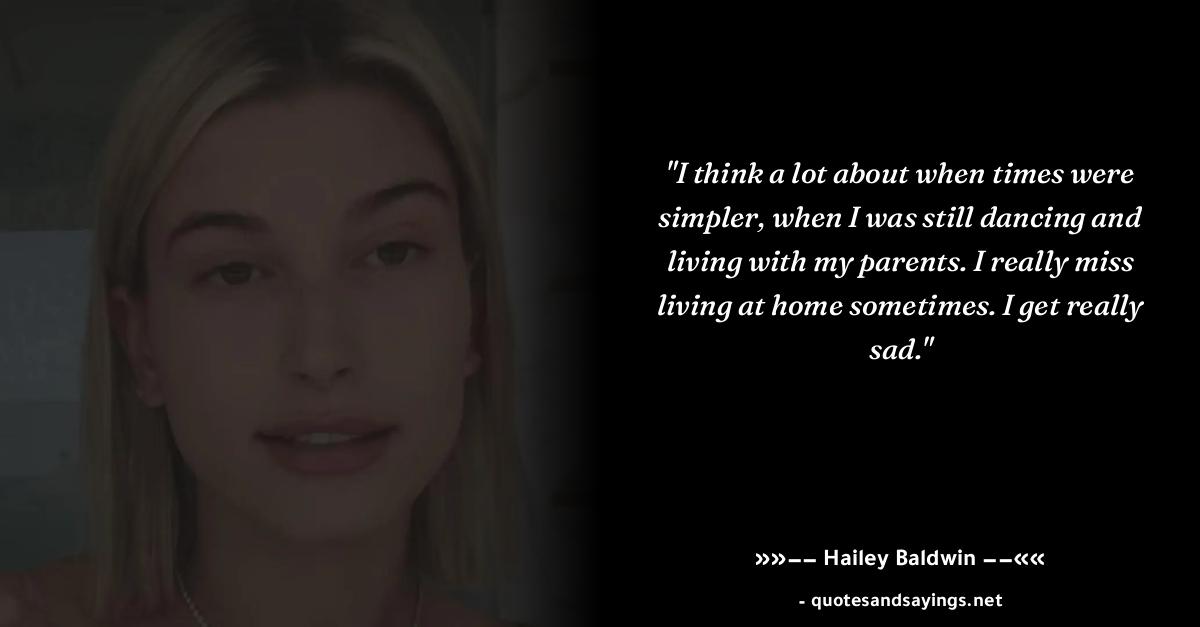 "I think a lot about when times were
simpler, when I was still dancing and
living with my parents. I really miss
living at home sometimes. I get really
sad."
»»–– Hailey Baldwin ––««
- quotesandsayings.net